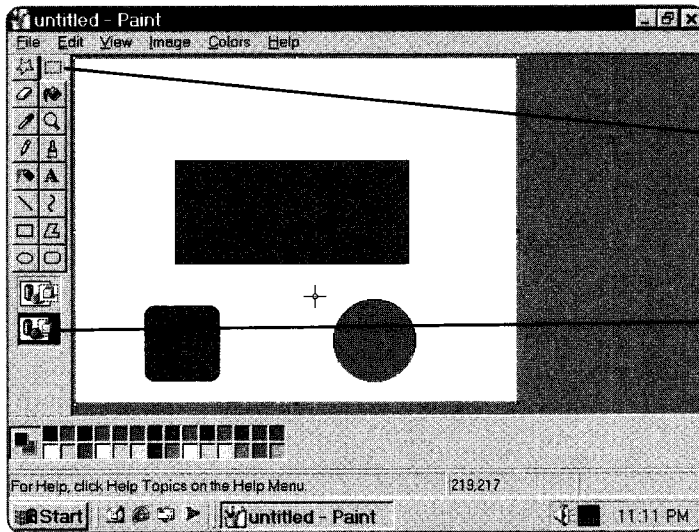 untitled - Paint
File Edit View Image Colors Help
A
For Help, click Help Topics on the Help Menu.
219,217
Start untitled - Paint 11:11 PM